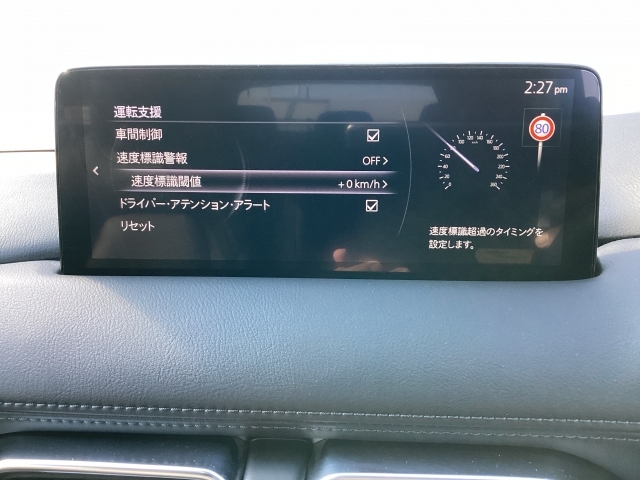 2:27pm
運転支援
車間制御
速度標識警報 OFF
速度標識閾値 +0 km/h
ドライバー・アテンション・アラート
リセット
80
速度標識超過のタイミングを
設定します。